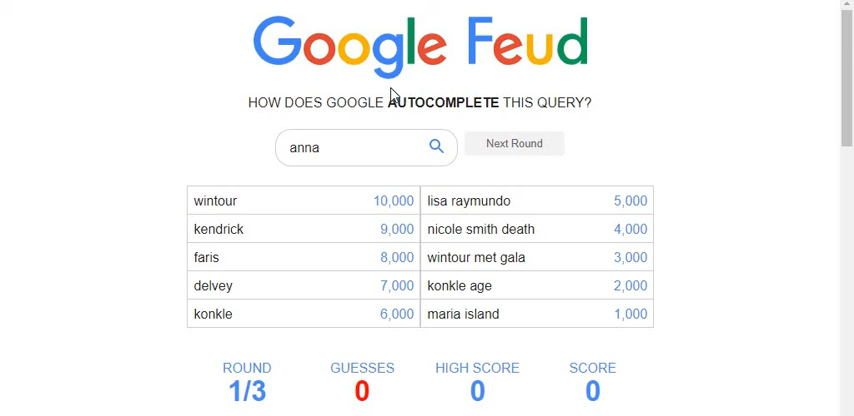 Google Feud
HOW DOES GOOGLE AUTOCOMPLETE THIS QUERY?
anna
Next Round
wintour 10,000 lisa raymundo 5,000
kendrick 9,000 nicole smith death 4,000
faris 8,000 wintour met gala 3,000
delvey 7,000 konkle age 2,000
konkle 6,000 maria island 1,000
ROUND GUESSES HIGH SCORE SCORE
1/3 0 0 0